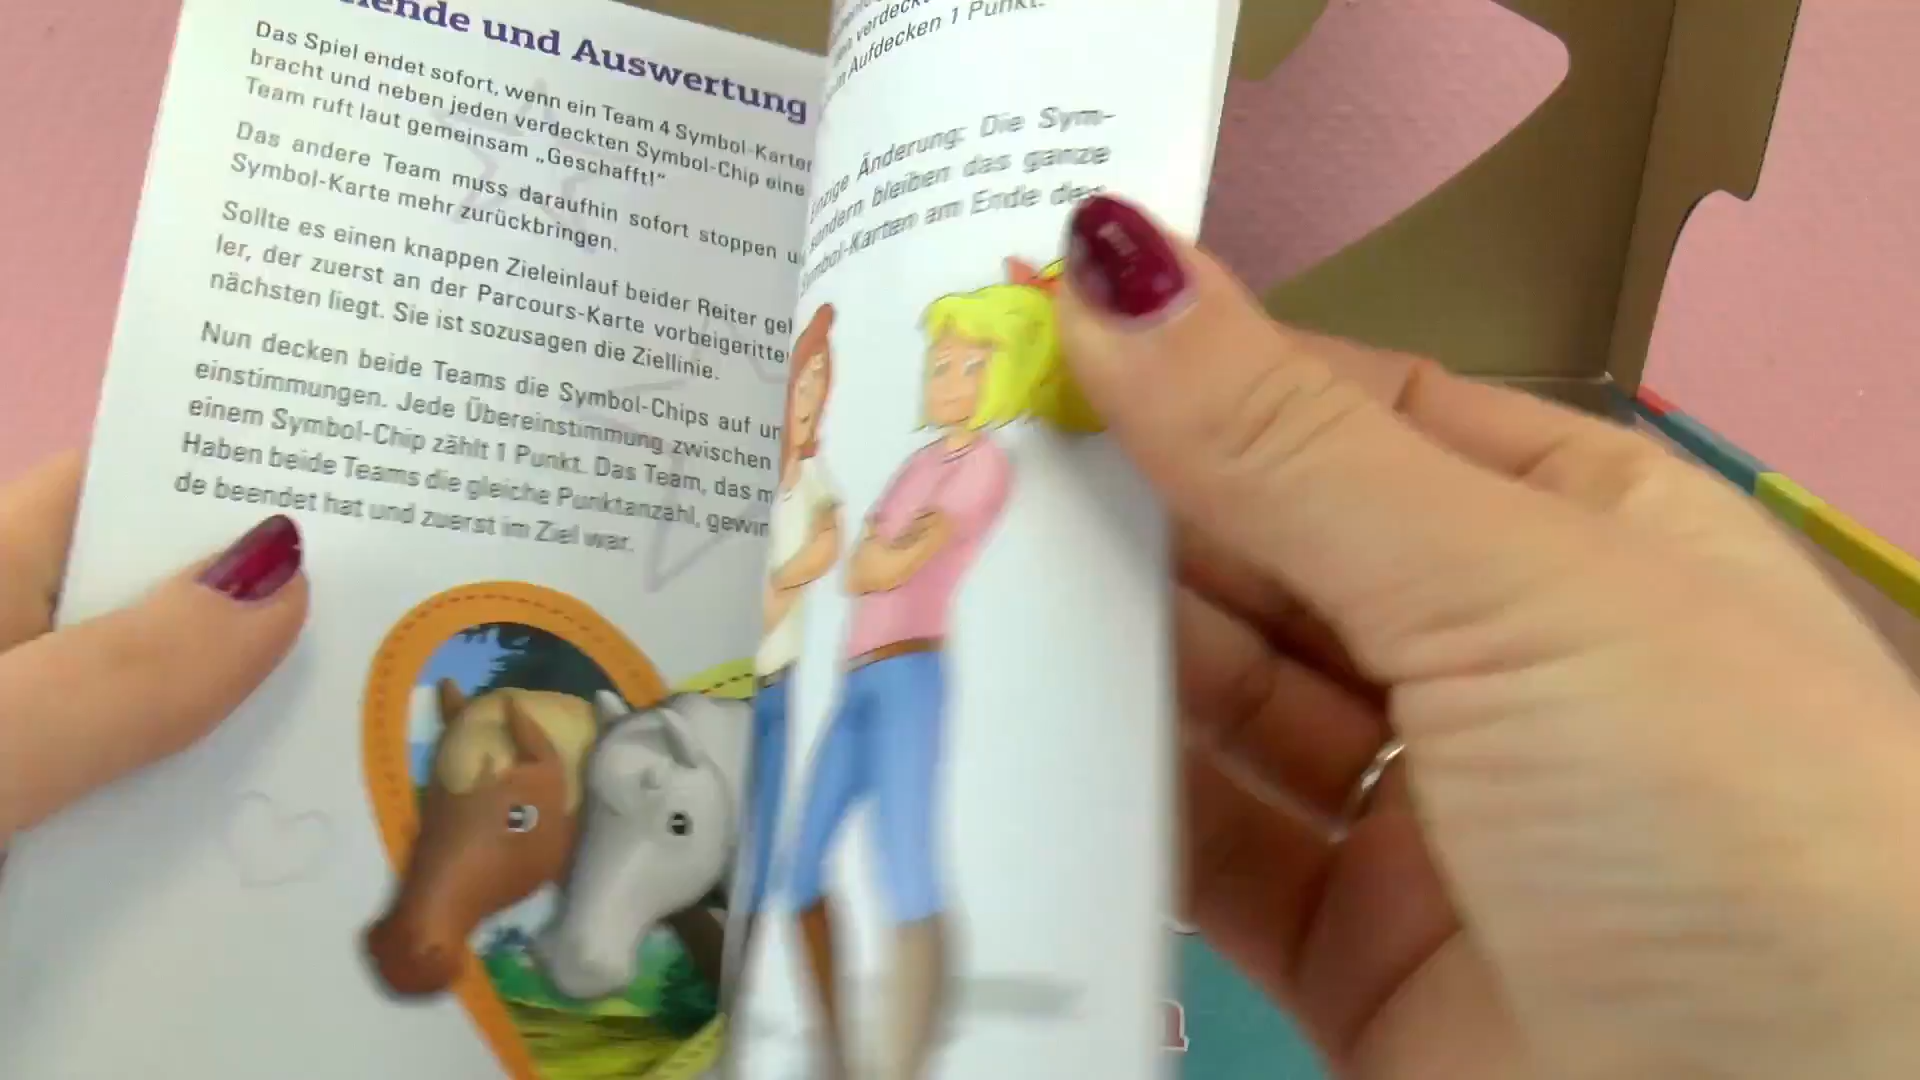 ende und Auswertung
Das Spiel endet sofort, wenn ein Team 4 Symbol-Karten
bracht und neben jeden verdeckten Symbol-Chip eine
Team ruft laut gemeinsam „Geschafft!“
Das andere Team muss daraufhin sofort stoppen u
Symbol-Karte mehr zurückbringen.
Sollte es einen knappen Zieleinlauf beider Reiter gel
ler, der zuerst an der Parcours-Karte vorbeigeritte
nächsten liegt. Sie ist sozusagen die Ziellinie.
Nun decken beide Teams die Symbol-Chips auf un
einstimmungen. Jede Übereinstimmung zwischen
einem Symbol-Chip zählt 1 Punkt. Das Team, das m
Haben beide Teams die gleiche Punktanzahl, gewin
de beendet hat und zuerst im Ziel war.
verdeck
Aufdecken 1 Punkt.
Änderung: Die Sym-
sondern bleiben das ganze
Symbol-Karten am Ende des
n